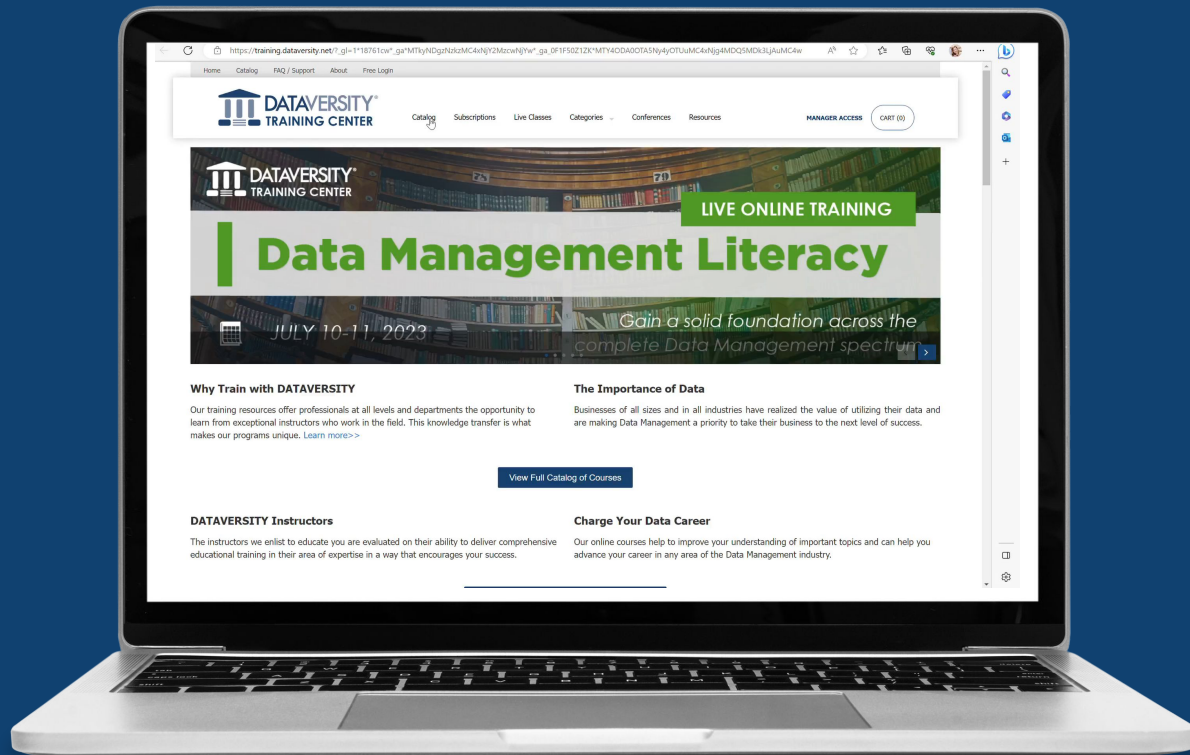 https://training.dataversity.net/?_gl=1*18761cw*_ga*MTkyNDgzNzkzMC4xNjY2MzcwNjYw*_ga_0F1F50Z1ZK*MTY4ODA0OTA5Ny4yOTUuMC4xNjg4MDQ5MDk3LjAuMC4w
Home Catalog FAQ / Support About Free Login
DATAVERSITY®
TRAINING CENTER
Catalog Subscriptions Live Classes Categories Conferences Resources MANAGER ACCESS CART (0)
DATAVERSITY®
TRAINING CENTER
78 79
LIVE ONLINE TRAINING
Data Management Literacy
JULY 10-11, 2023
Gain a solid foundation across the
complete Data Management spectrum
Why Train with DATAVERSITY
Our training resources offer professionals at all levels and departments the opportunity to
learn from exceptional instructors who work in the field. This knowledge transfer is what
makes our programs unique. Learn more>>
The Importance of Data
Businesses of all sizes and in all industries have realized the value of utilizing their data and
are making Data Management a priority to take their business to the next level of success.
View Full Catalog of Courses
DATAVERSITY Instructors
The instructors we enlist to educate you are evaluated on their ability to deliver comprehensive
educational training in their area of expertise in a way that encourages your success.
Charge Your Data Career
Our online courses help to improve your understanding of important topics and can help you
advance your career in any area of the Data Management industry.